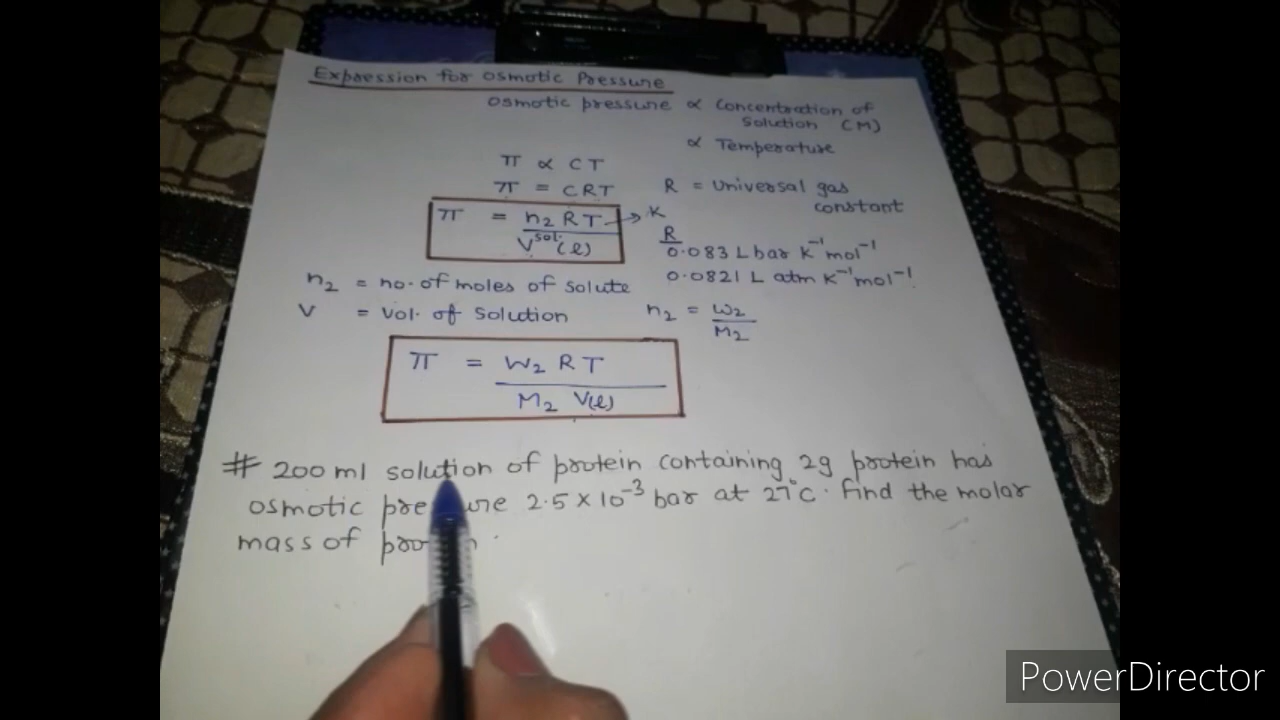 Expression for Osmotic Pressure
Osmotic pressure ∝ Concentration of
Solution (M)
∝ Temperature
π ∝ CT
π = CRT R = Universal gas
constant
π = n₂ R T → K
V sol. (l)
R
0.083 L bar K⁻¹ mol⁻¹
0.0821 L atm K⁻¹ mol⁻¹.
n₂ = no. of moles of solute
V = Vol. of Solution n₂ = W₂
M₂
π = W₂ R T
M₂ V(l)
# 200 ml solution of protein containing 2g protein has
osmotic 2.5 × 10⁻³ bar at 27°C. Find the molar
mass of
PowerDirector